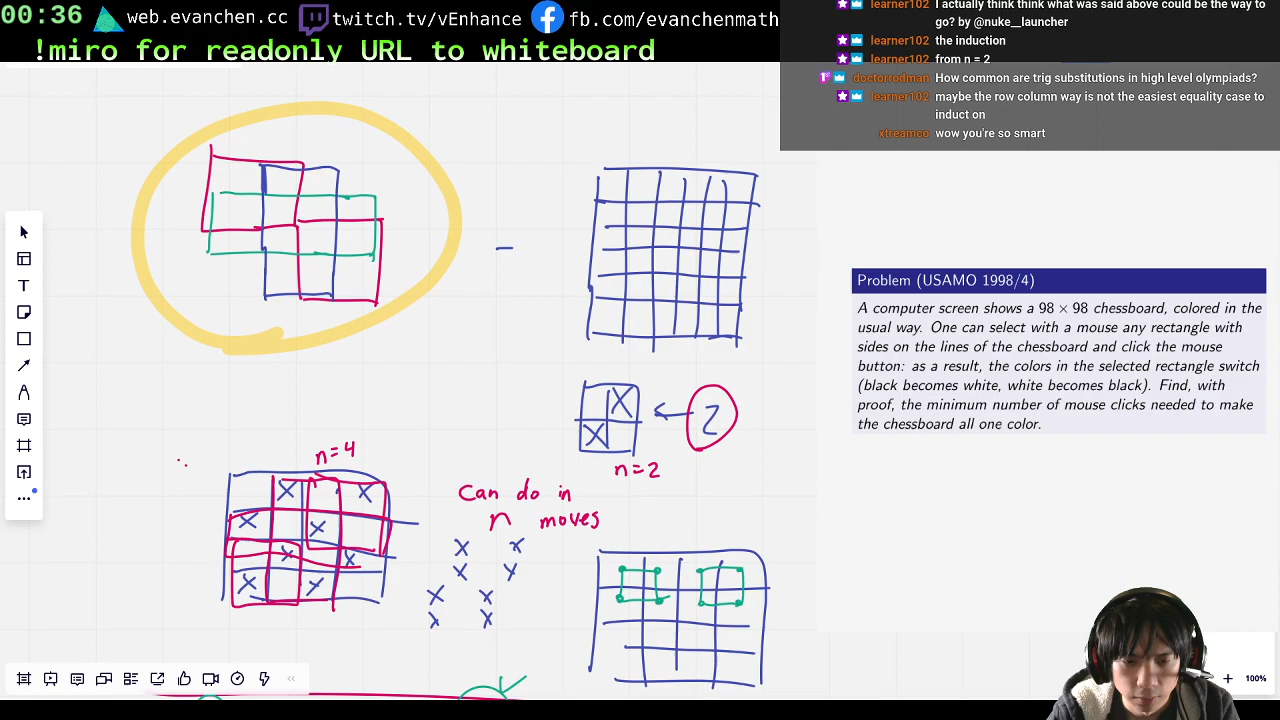 00:36
web.evanchen.cc
twitch.tv/vEnhance
fb.com/evanchenmath
!miro for readonly URL to whiteboard
learner102 I actually think think what was said above could be the way to
go? by @nuke__launcher
learner102 the induction
learner102 from n = 2
doctorrodman How common are trig substitutions in high level olympiads?
learner102 maybe the row column way is not the easiest equality case to
induct on
xtreamco wow you're so smart
Problem (USAMO 1998/4)
A computer screen shows a 98 × 98 chessboard, colored in the
usual way. One can select with a mouse any rectangle with
sides on the lines of the chessboard and click the mouse
button: as a result, the colors in the selected rectangle switch
(black becomes white, white becomes black). Find, with
proof, the minimum number of mouse clicks needed to make
the chessboard all one color.
X
X
2
n=2
n=4
X X
X X
X X
X X
Can do in
n moves
X X
X X
X X
X X
100%